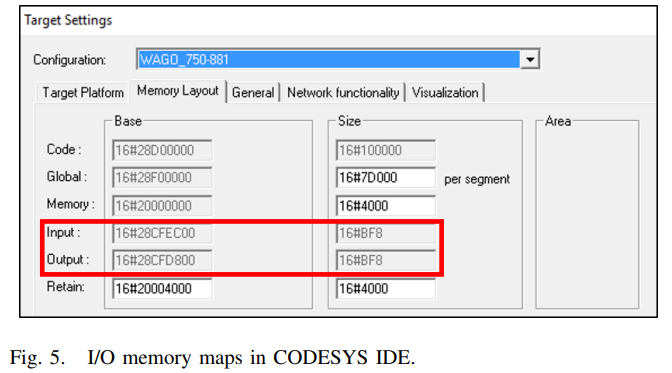 Target Settings
Configuration: WAGO_750-881
Target Platform Memory Layout General Network functionality Visualization
Base Size Area
Code : 16#28D00000 16#100000
Global : 16#28F00000 16#7D000 per segment
Memory : 16#20000000 16#4000
Input : 16#28CFEC00 16#BF8
Output : 16#28CFD800 16#BF8
Retain: 16#20004000 16#4000
Fig. 5. I/O memory maps in CODESYS IDE.